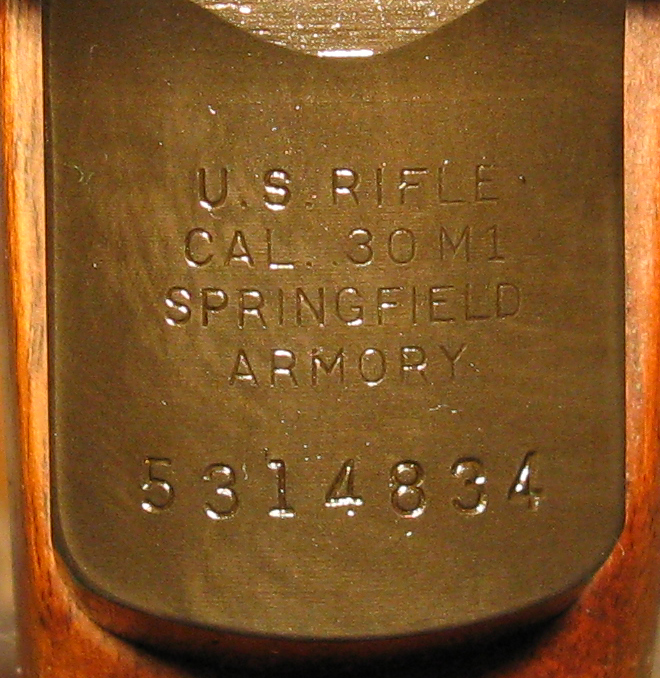 U.S. RIFLE
CAL. 30 M1
SPRINGFIELD
ARMORY
5314834